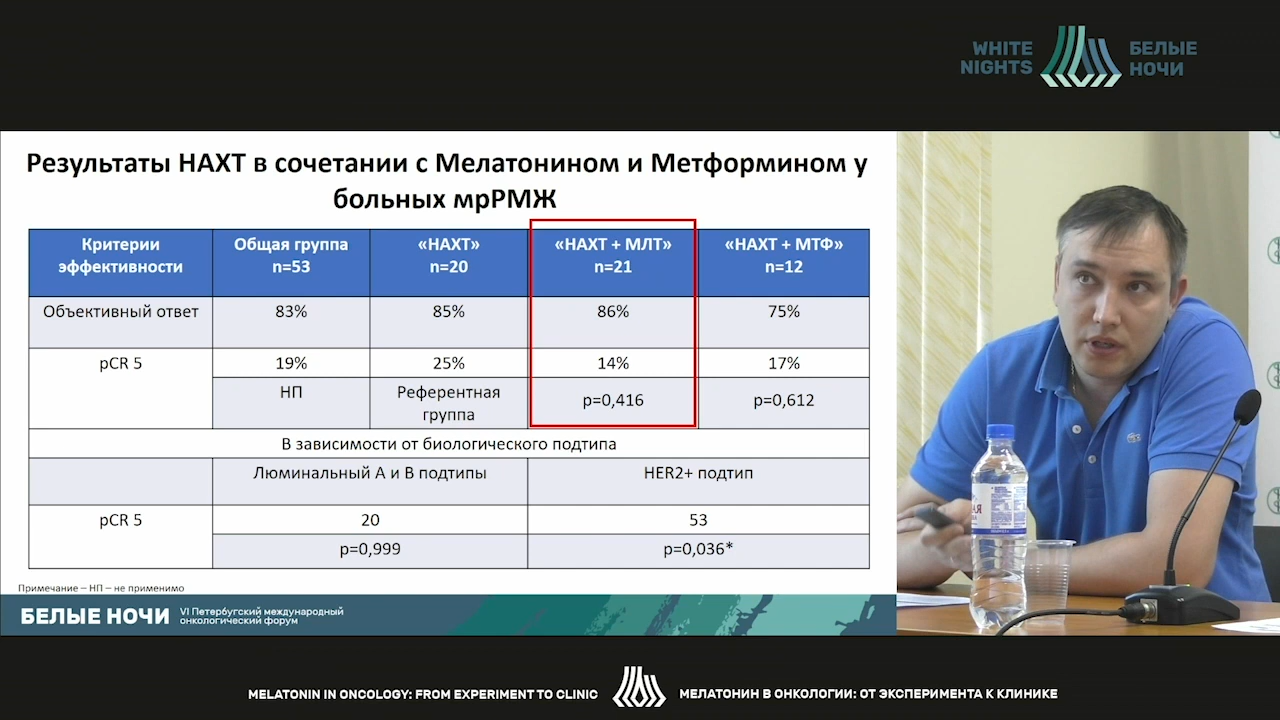 WHITE
NIGHTS
БЕЛЫЕ
НОЧИ
Результаты НАХТ в сочетании с Мелатонином и Метформином у
больных мрРМЖ
Критерии
эффективности
Общая группа
n=53
«НАХТ»
n=20
«НАХТ + МЛТ»
n=21
«НАХТ + МТФ»
n=12
Объективный ответ
83%
85%
86%
75%
pCR 5
19%
25%
14%
17%
НП
Референтная
группа
p=0,416
p=0,612
В зависимости от биологического подтипа
Люминальный А и В подтипы
HER2+ подтип
pCR 5
20
53
p=0,999
p=0,036*
Примечание – НП – не применимо
БЕЛЫЕ НОЧИ
VI Петербугский международный
онкологический форум
MELATONIN IN ONCOLOGY: FROM EXPERIMENT TO CLINIC
МЕЛАТОНИН В ОНКОЛОГИИ: ОТ ЭКСПЕРИМЕНТА К КЛИНИКЕ